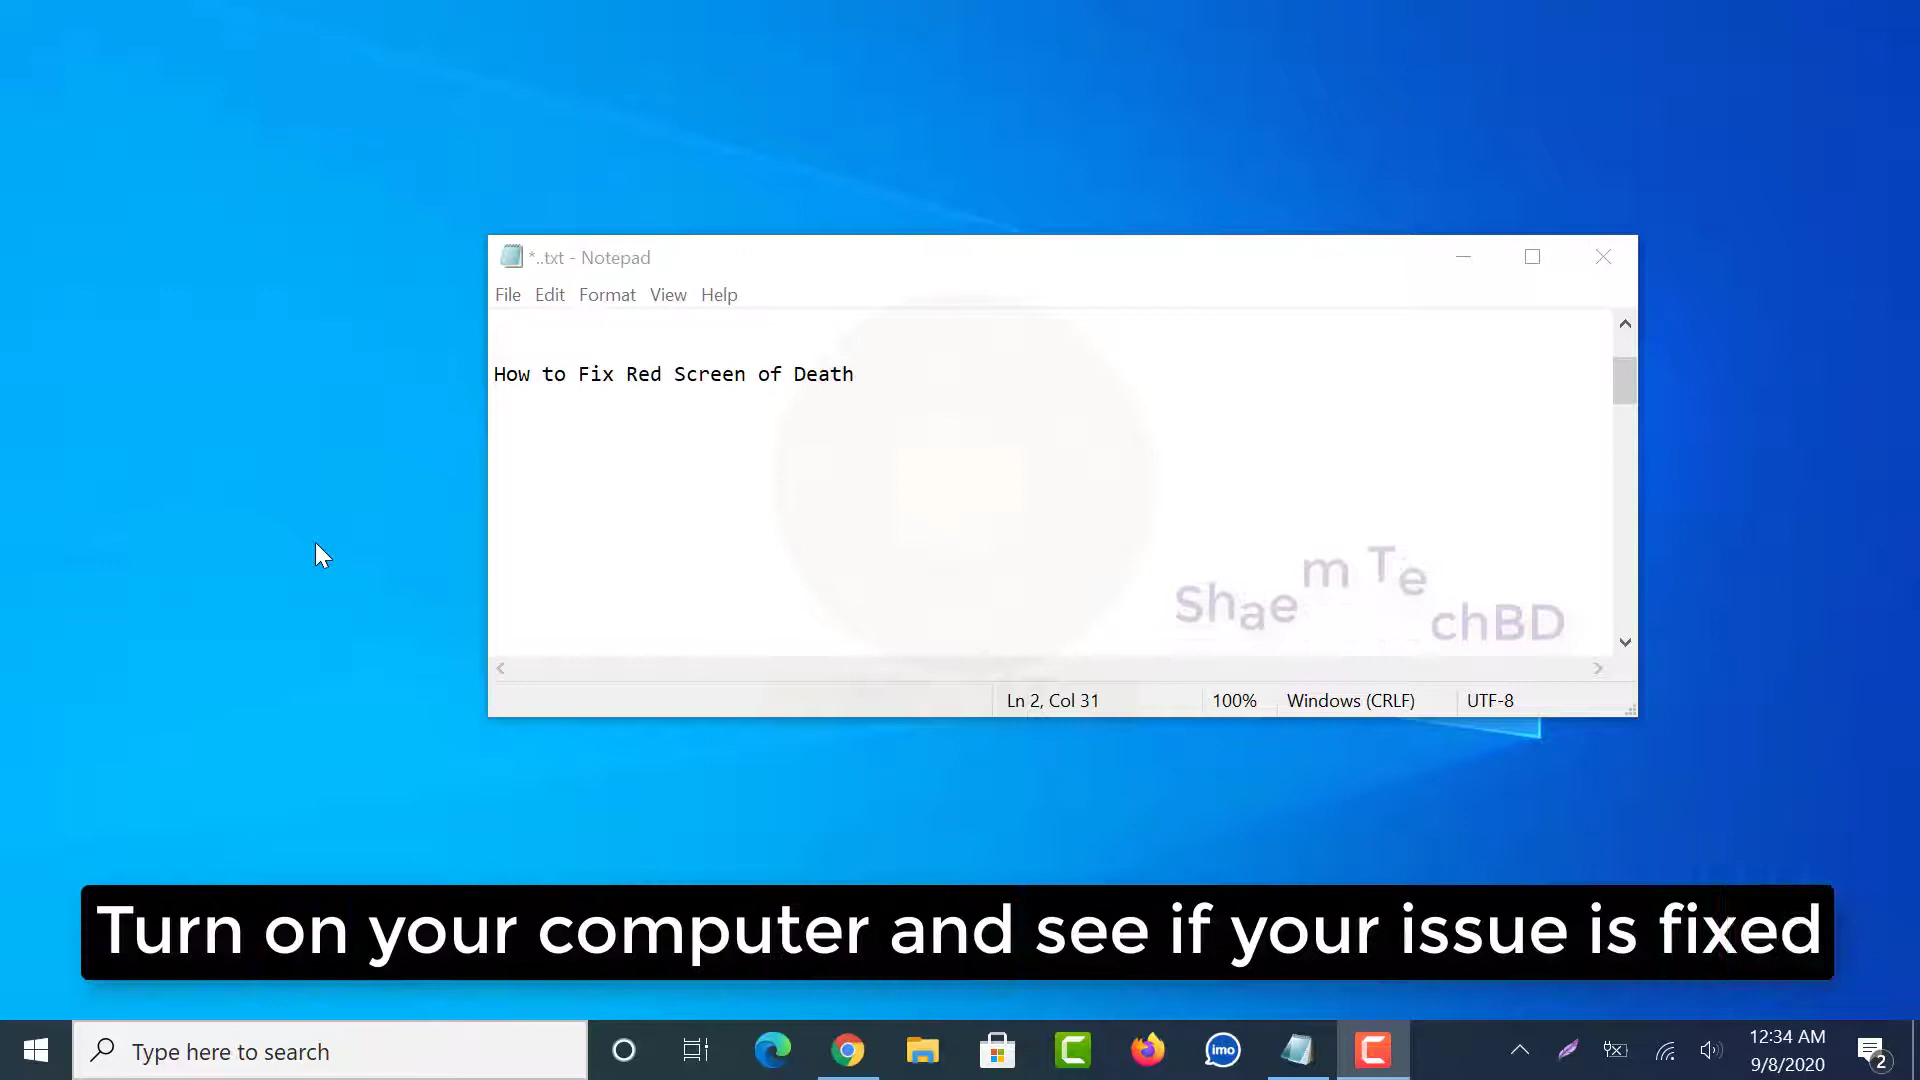 *..txt - Notepad
File Edit Format View Help
How to Fix Red Screen of Death
Shaem TechBD
Ln 2, Col 31 100% Windows (CRLF) UTF-8
Turn on your computer and see if your issue is fixed
Type here to search
imo
12:34 AM
9/8/2020
2